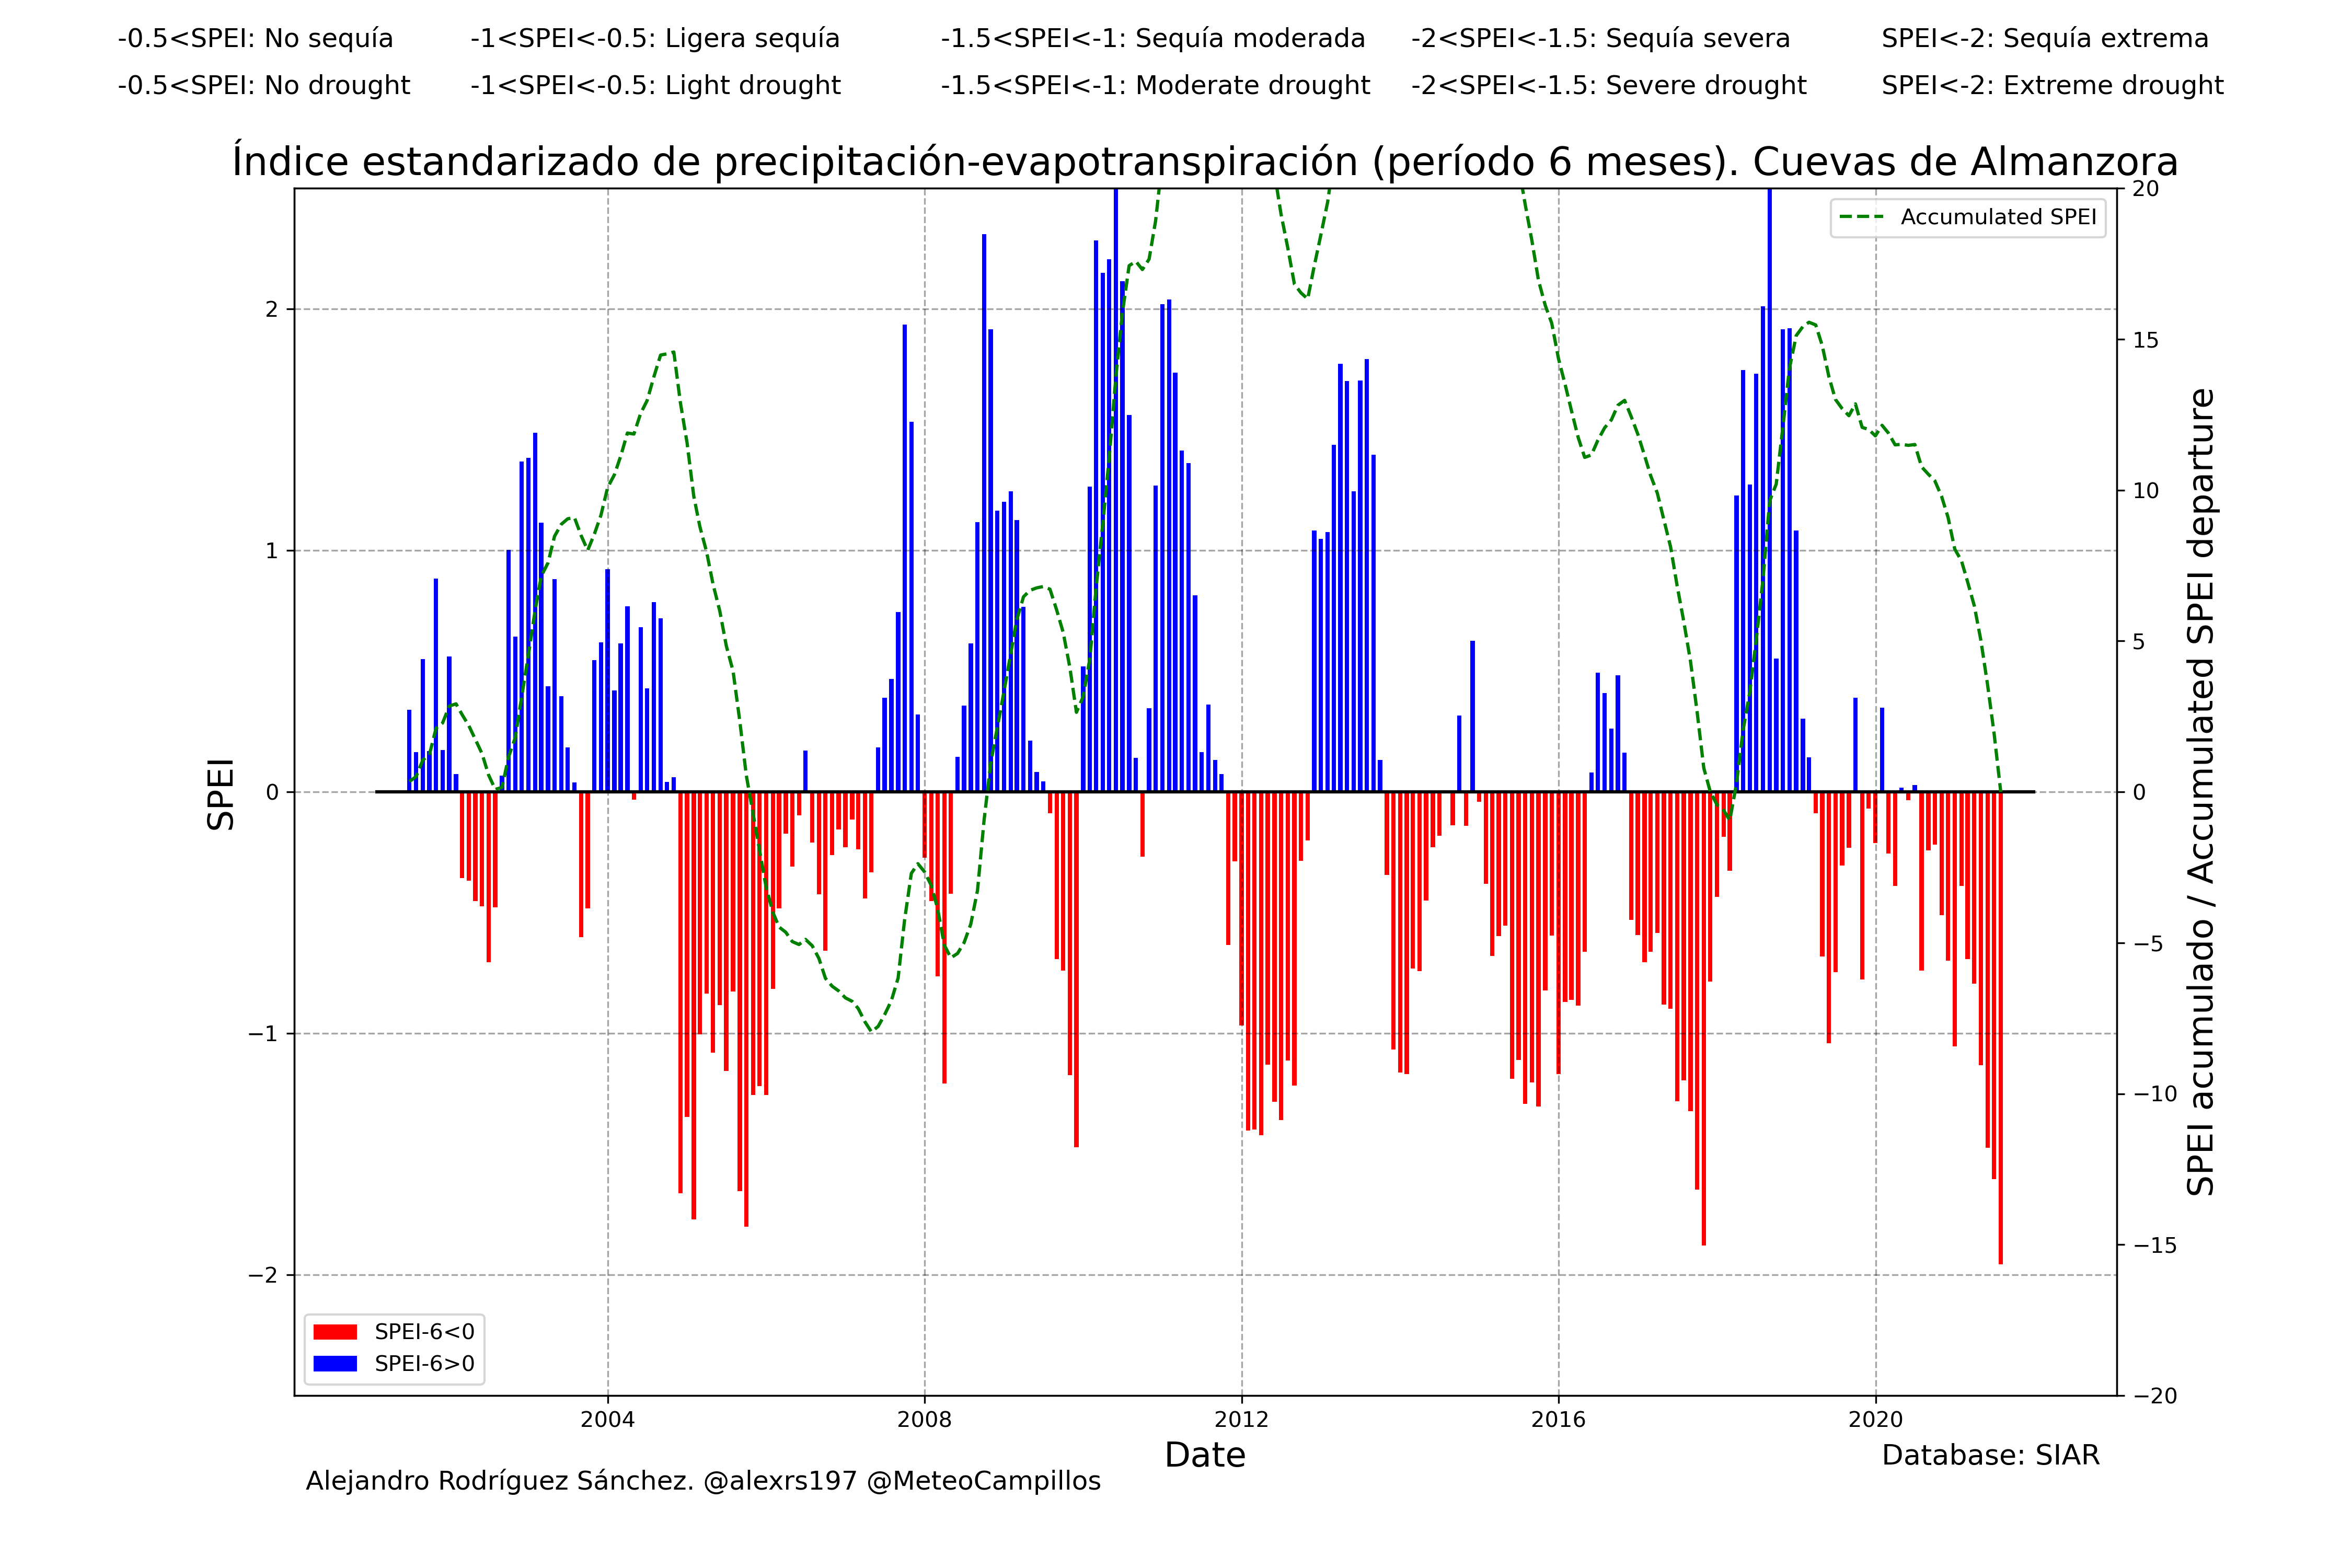 -0.5<SPEI: No sequía -1<SPEI<-0.5: Ligera sequía -1.5<SPEI<-1: Sequía moderada -2<SPEI<-1.5: Sequía severa SPEI<-2: Sequía extrema
-0.5<SPEI: No drought -1<SPEI<-0.5: Light drought -1.5<SPEI<-1: Moderate drought -2<SPEI<-1.5: Severe drought SPEI<-2: Extreme drought
Índice estandarizado de precipitación-evapotranspiración (período 6 meses). Cuevas de Almanzora
Accumulated SPEI
2
1
0
−1
−2
SPEI
20
15
10
5
0
−5
−10
−15
−20
SPEI acumulado / Accumulated SPEI departure
SPEI-6<0
SPEI-6>0
2004 2008 2012 2016 2020
Date
Database: SIAR
Alejandro Rodríguez Sánchez. @alexrs197 @MeteoCampillos